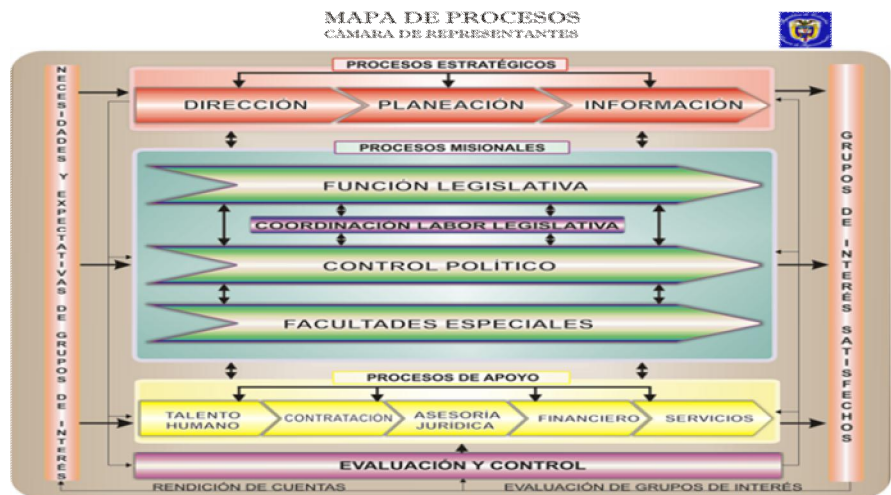 MAPA DE PROCESOS
CÁMARA DE REPRESENTANTES
PROCESOS ESTRATÉGICOS
DIRECCIÓN
PLANEACIÓN
INFORMACIÓN
NECESIDADES Y EXPECTATIVAS DE GRUPOS DE INTERÉS
PROCESOS MISIONALES
FUNCIÓN LEGISLATIVA
COORDINACIÓN LABOR LEGISLATIVA
CONTROL POLÍTICO
FACULTADES ESPECIALES
GRUPOS DE INTERÉS SATISFECHOS
PROCESOS DE APOYO
TALENTO
HUMANO
CONTRATACIÓN
ASESORÍA
JURÍDICA
FINANCIERO
SERVICIOS
EVALUACIÓN Y CONTROL
RENDICIÓN DE CUENTAS
EVALUACIÓN DE GRUPOS DE INTERÉS